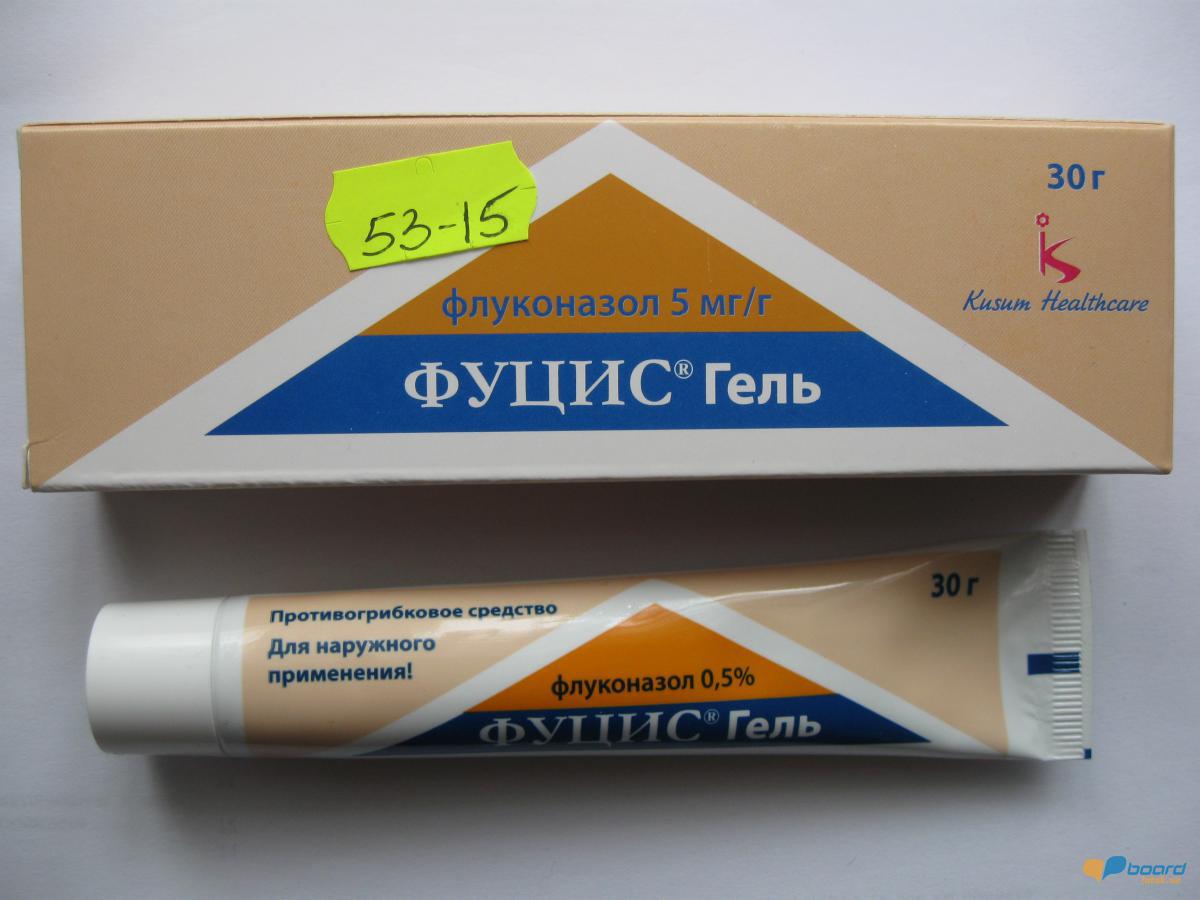 53-15
30 г
Kusum Healthcare
флуконазол 5 мг/г
ФУЦИС® Гель
Противогрибковое средство
Для наружного
применения!
30 г
флуконазол 0,5%
ФУЦИС® Гель
board